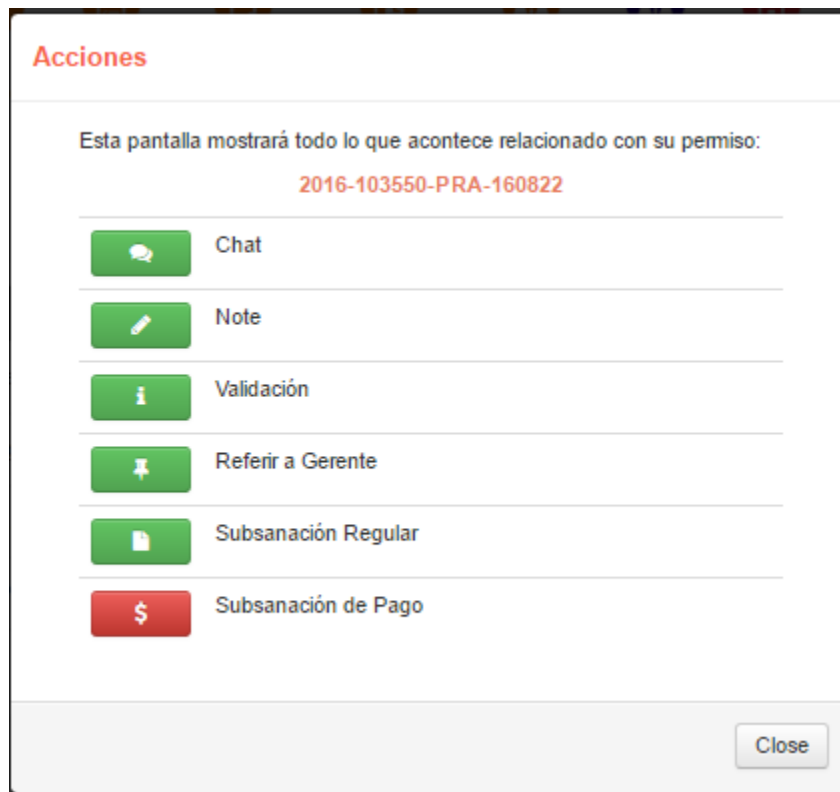 Acciones
Esta pantalla mostrará todo lo que acontece relacionado con su permiso:
2016-103550-PRA-160822
Chat
Note
Validación
Referir a Gerente
Subsanación Regular
$ Subsanación de Pago
Close